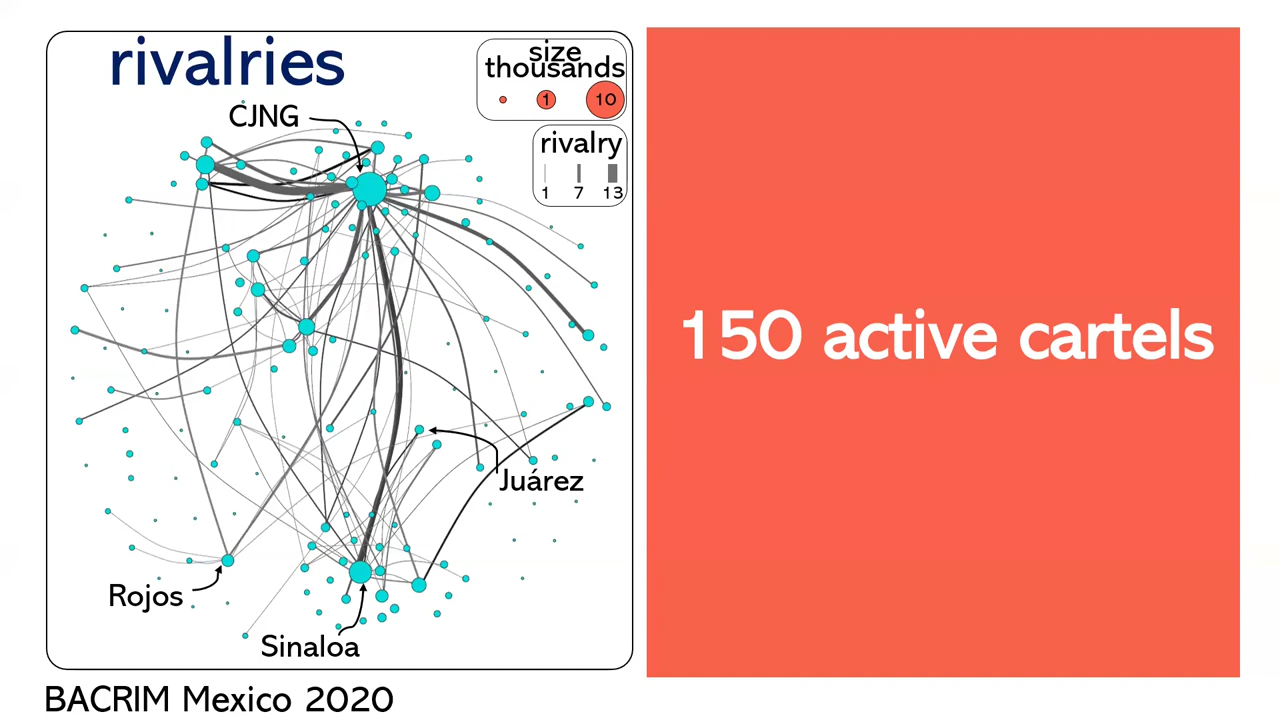 rivalries
size
thousands
1
10
rivalry
1 7 13
CJNG
Juárez
Rojos
Sinaloa
BACRIM Mexico 2020
150 active cartels